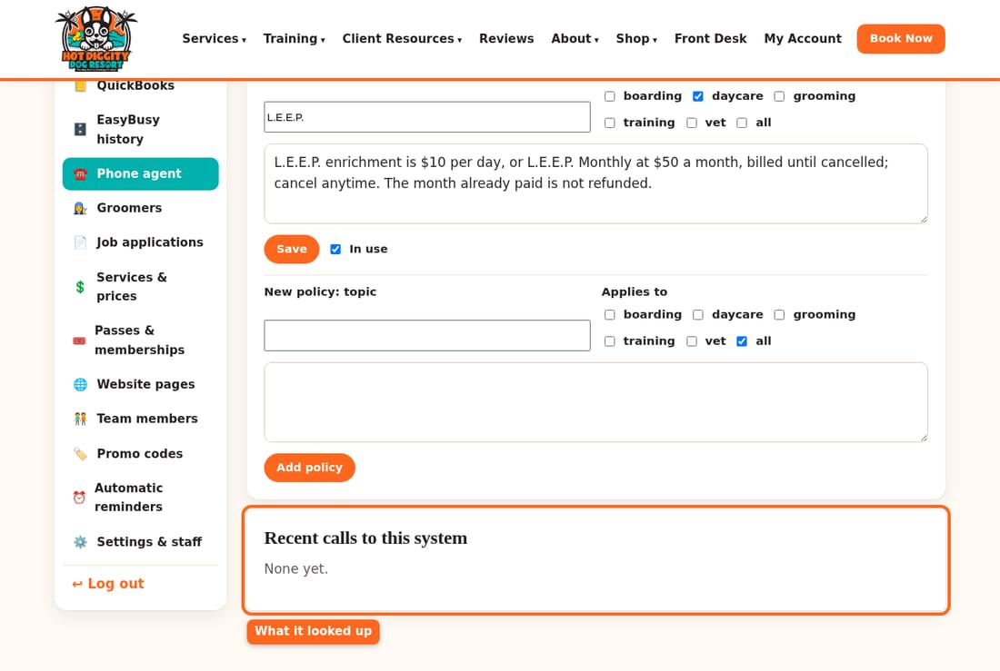 HOT DIGGITY
DOG RESORT
Services ▾ Training ▾ Client Resources ▾ Reviews About ▾ Shop ▾ Front Desk My Account Book Now
QuickBooks
EasyBusy
history
Phone agent
Groomers
Job applications
Services &
prices
Passes &
memberships
Website pages
Team members
Promo codes
Automatic
reminders
Settings & staff
Log out
boarding daycare grooming
L.E.E.P.
training vet all
L.E.E.P. enrichment is $10 per day, or L.E.E.P. Monthly at $50 a month, billed until cancelled;
cancel anytime. The month already paid is not refunded.
Save In use
New policy: topic Applies to
boarding daycare grooming
training vet all
Add policy
Recent calls to this system
None yet.
What it looked up